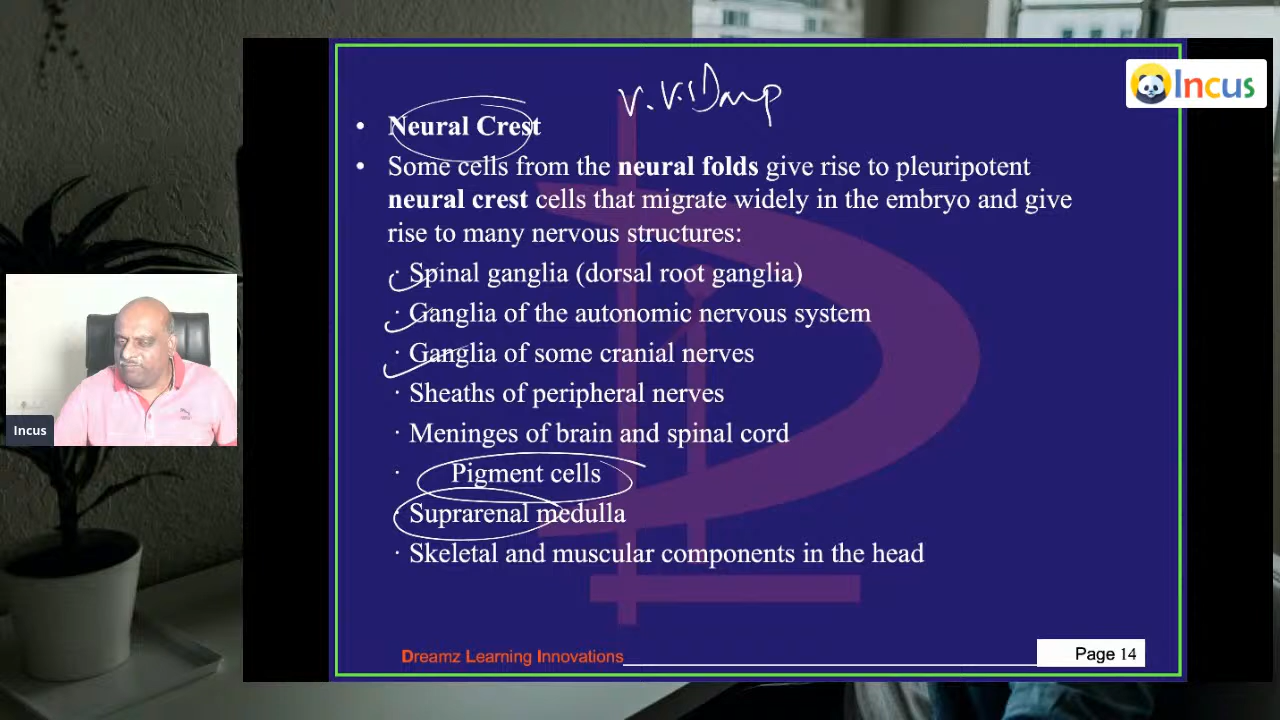 Incus
V.V.Imp
• Neural Crest
• Some cells from the neural folds give rise to pleuripotent
neural crest cells that migrate widely in the embryo and give
rise to many nervous structures:
· Spinal ganglia (dorsal root ganglia)
· Ganglia of the autonomic nervous system
· Ganglia of some cranial nerves
· Sheaths of peripheral nerves
· Meninges of brain and spinal cord
· Pigment cells
· Suprarenal medulla
· Skeletal and muscular components in the head
Incus
Dreamz Learning Innovations
Page 14